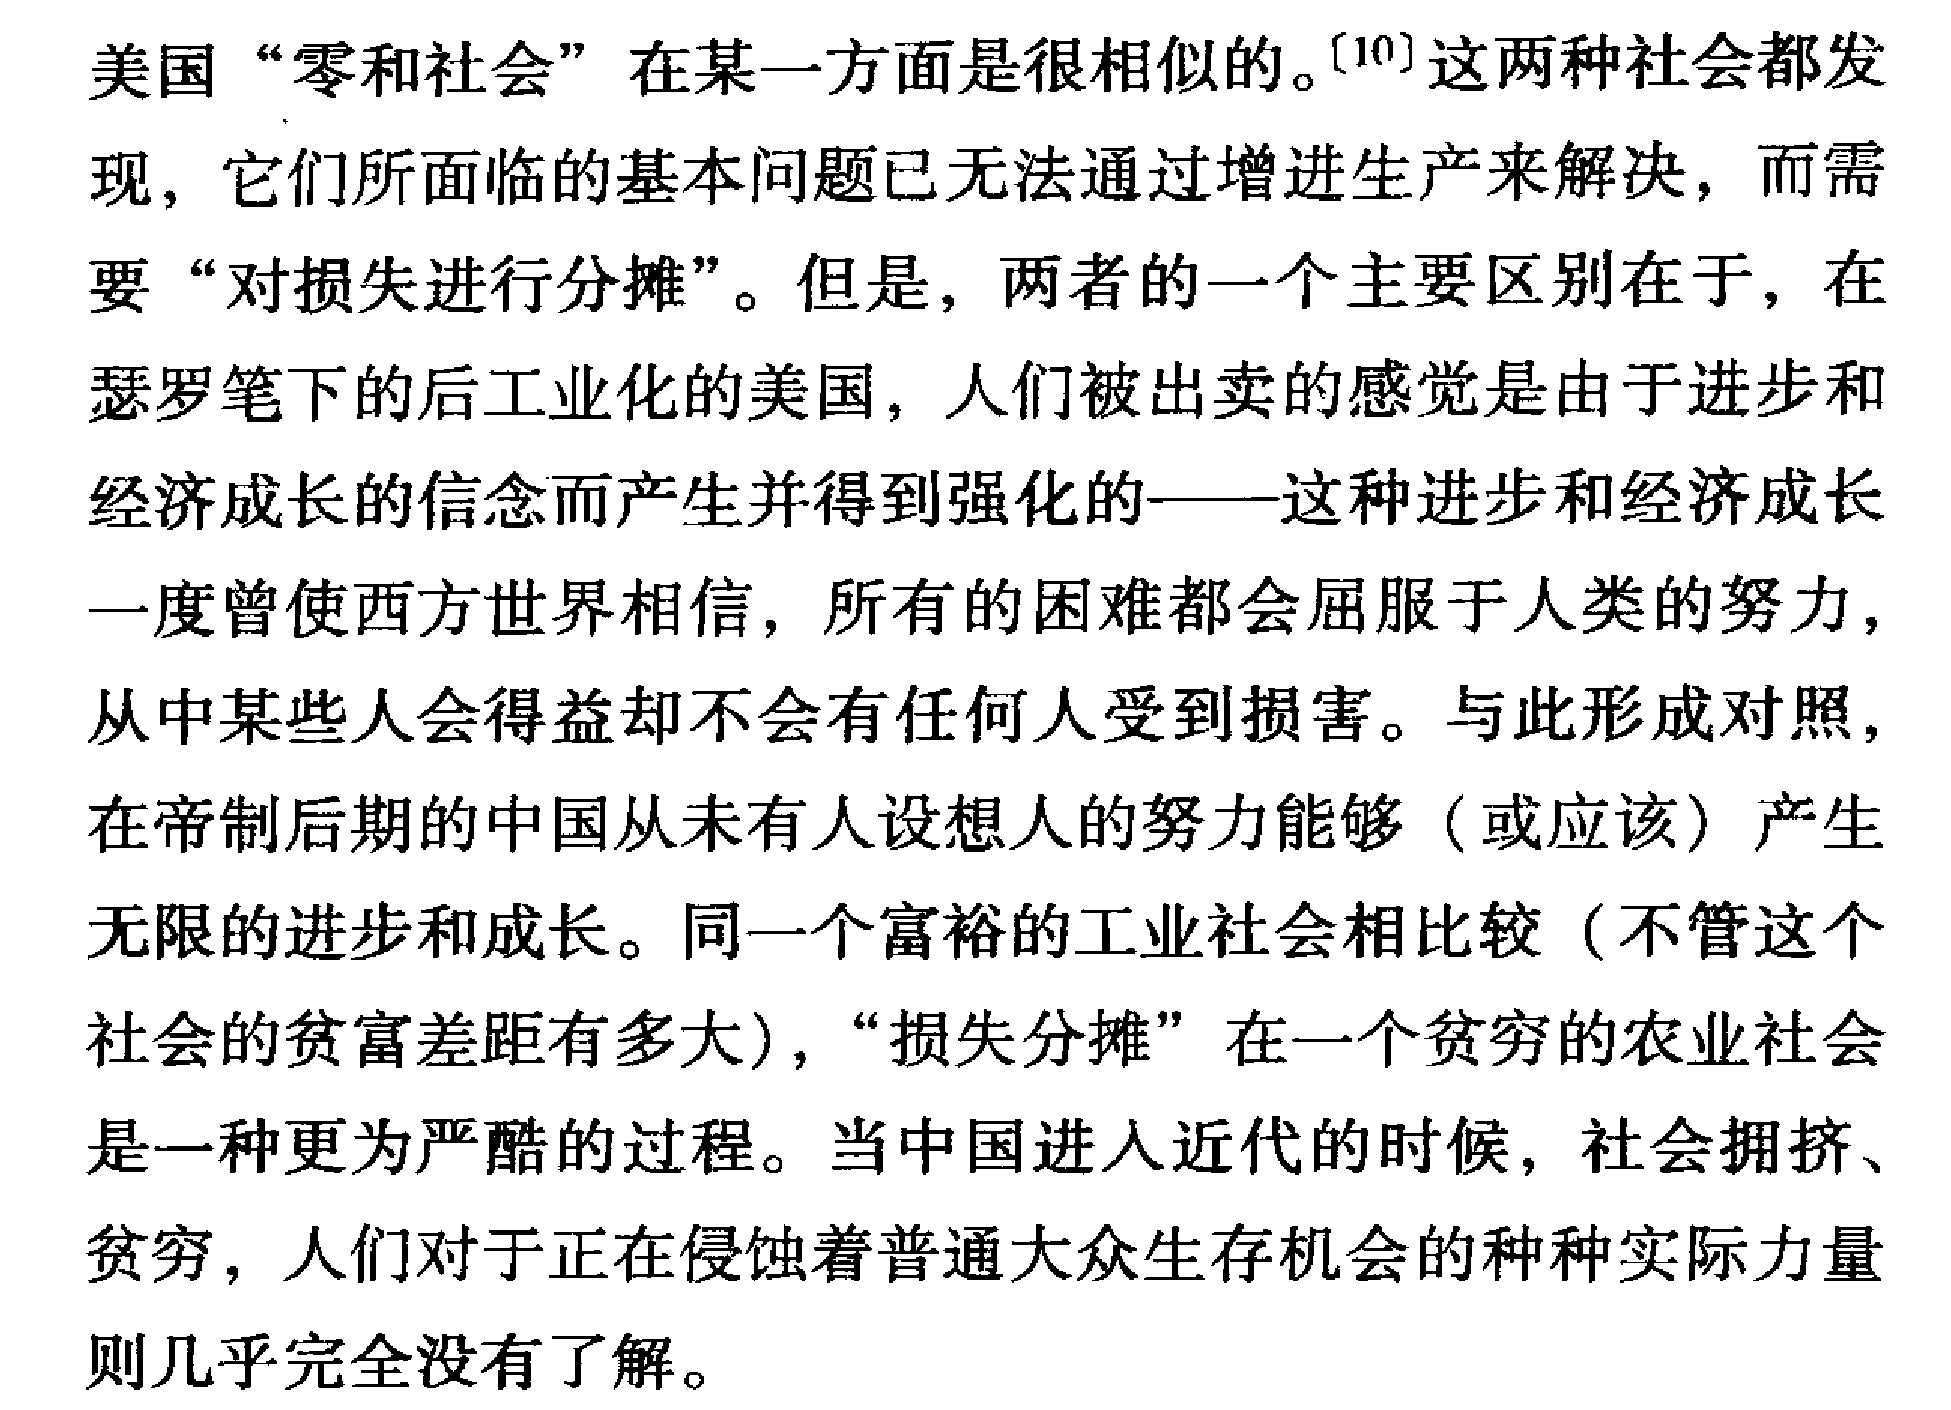 美国“零和社会”在某一方面是很相似的。〔10〕这两种社会都发
现，它们所面临的基本问题已无法通过增进生产来解决，而需
要“对损失进行分摊”。但是，两者的一个主要区别在于，在
瑟罗笔下的后工业化的美国，人们被出卖的感觉是由于进步和
经济成长的信念而产生并得到强化的——这种进步和经济成长
一度曾使西方世界相信，所有的困难都会屈服于人类的努力，
从中某些人会得益却不会有任何人受到损害。与此形成对照，
在帝制后期的中国从未有人设想人的努力能够（或应该）产生
无限的进步和成长。同一个富裕的工业社会相比较（不管这个
社会的贫富差距有多大），“损失分摊”在一个贫穷的农业社会
是一种更为严酷的过程。当中国进入近代的时候，社会拥挤、
贫穷，人们对于正在侵蚀着普通大众生存机会的种种实际力量
则几乎完全没有了解。